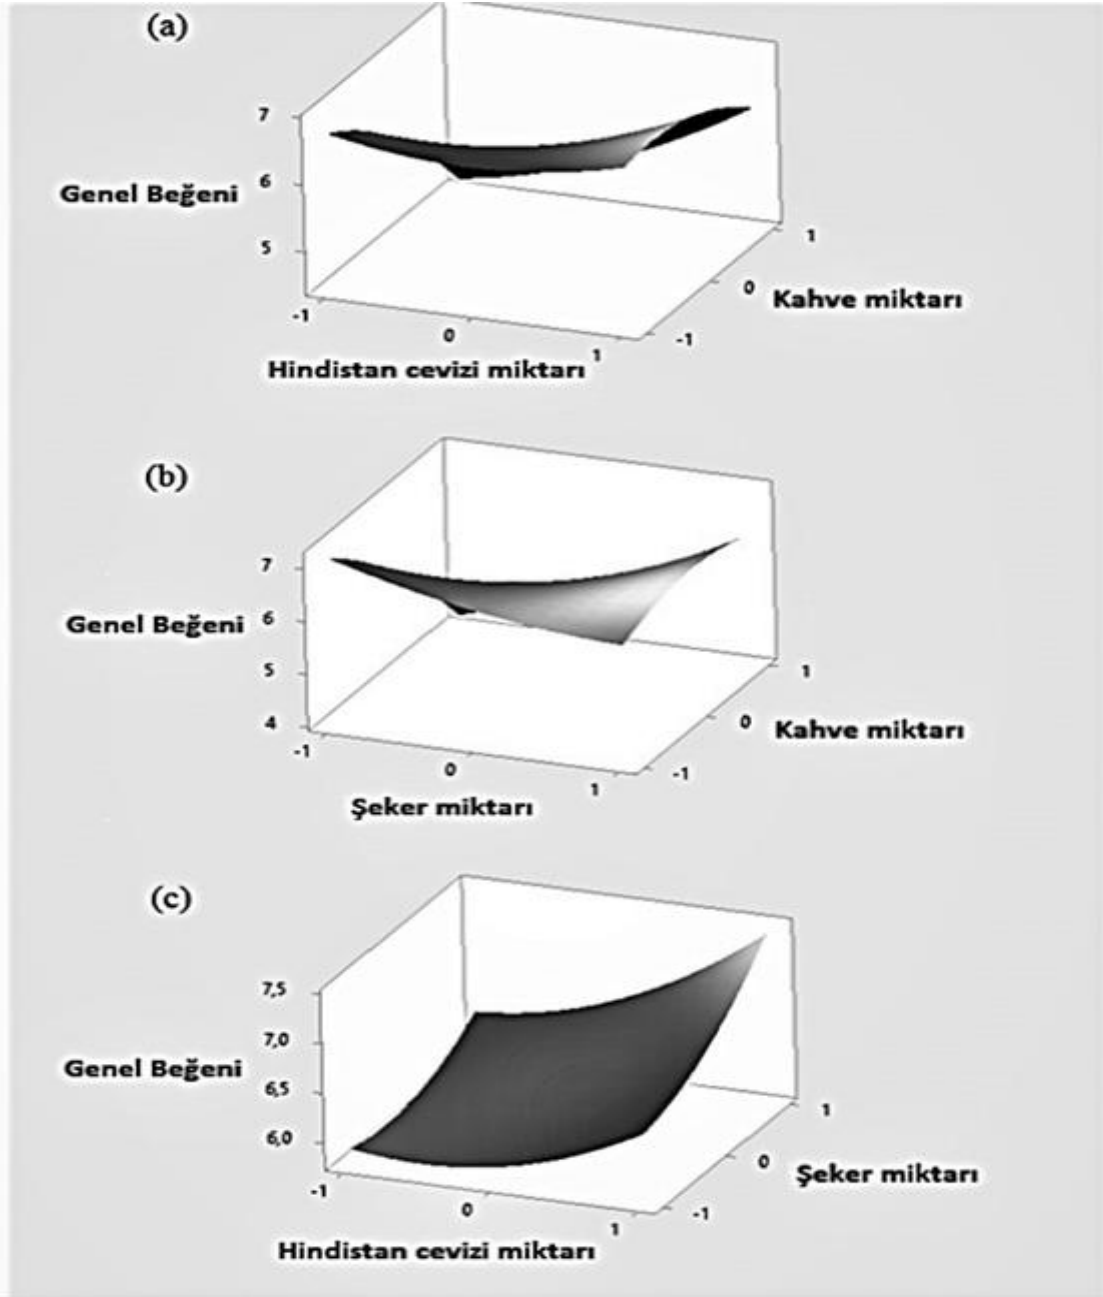 (a)
7
6
5
Genel Beğeni
-1
0
1
Hindistan cevizi miktarı
-1
0
1
Kahve miktarı
(b)
7
6
5
4
Genel Beğeni
-1
0
1
Şeker miktarı
-1
0
1
Kahve miktarı
(c)
7,5
7,0
6,5
6,0
Genel Beğeni
-1
0
1
Hindistan cevizi miktarı
-1
0
1
Şeker miktarı